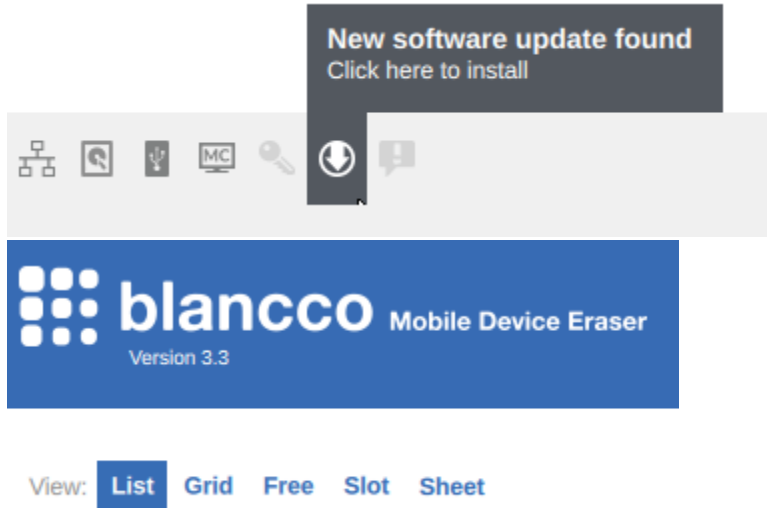 New software update found
Click here to install
MC
blancco Mobile Device Eraser
Version 3.3
View: List Grid Free Slot Sheet